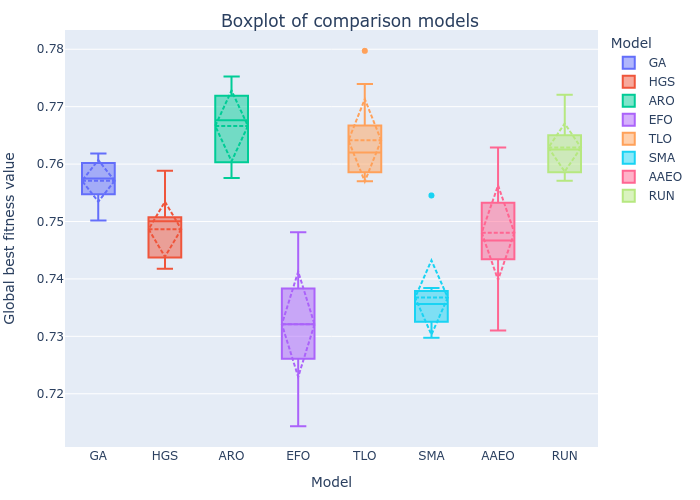 Boxplot of comparison models
Global best fitness value
0.78
0.77
0.76
0.75
0.74
0.73
0.72
GA HGS ARO EFO TLO SMA AAEO RUN
Model
Model
GA
HGS
ARO
EFO
TLO
SMA
AAEO
RUN